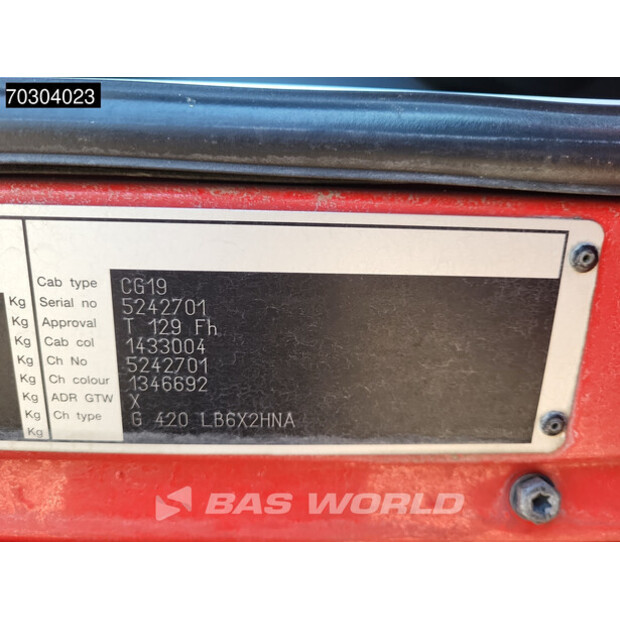 70304023
Cab type CG19
Kg Serial no 5242701
Kg Approval T 129 Fh
Kg Cab col 1433004
Kg Ch No 5242701
Kg Ch colour 1346692
Kg ADR GTW X
Kg Ch type G 420 LB6X2HNA
Kg
BAS WORLD